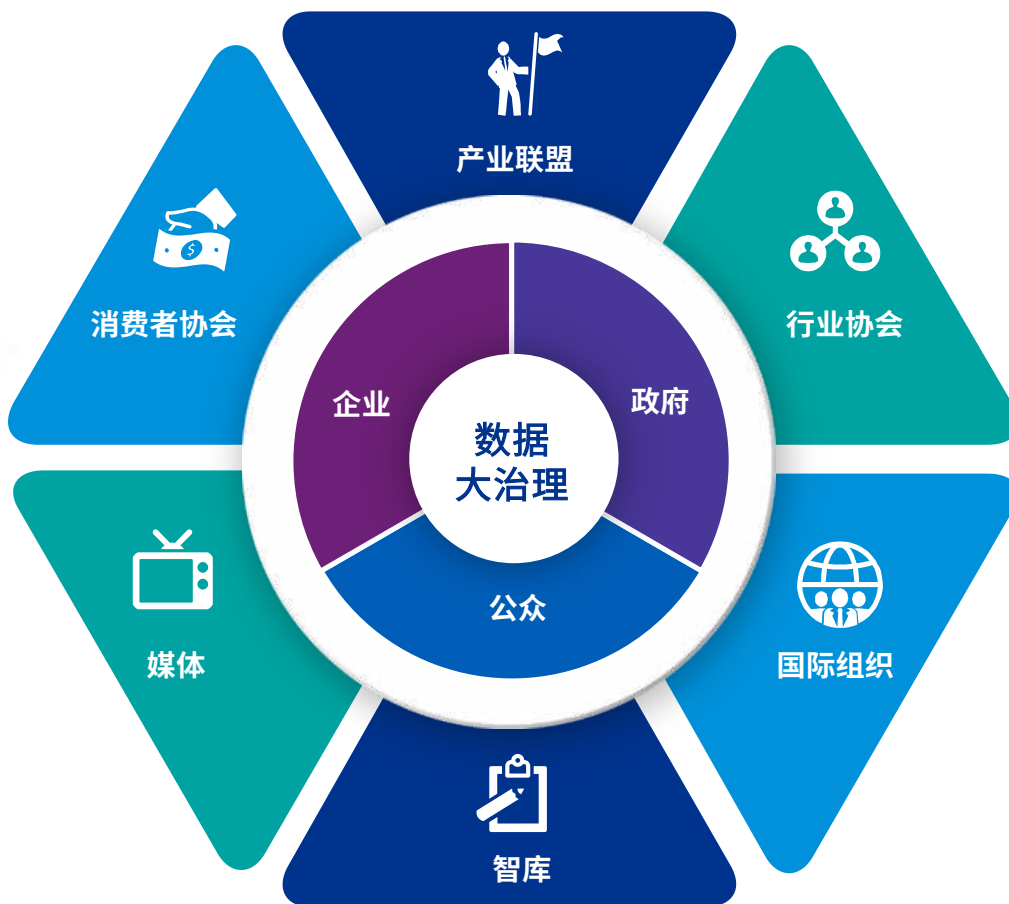 产业联盟
消费者协会
行业协会
企业
政府
数据
大治理
公众
媒体
国际组织
智库